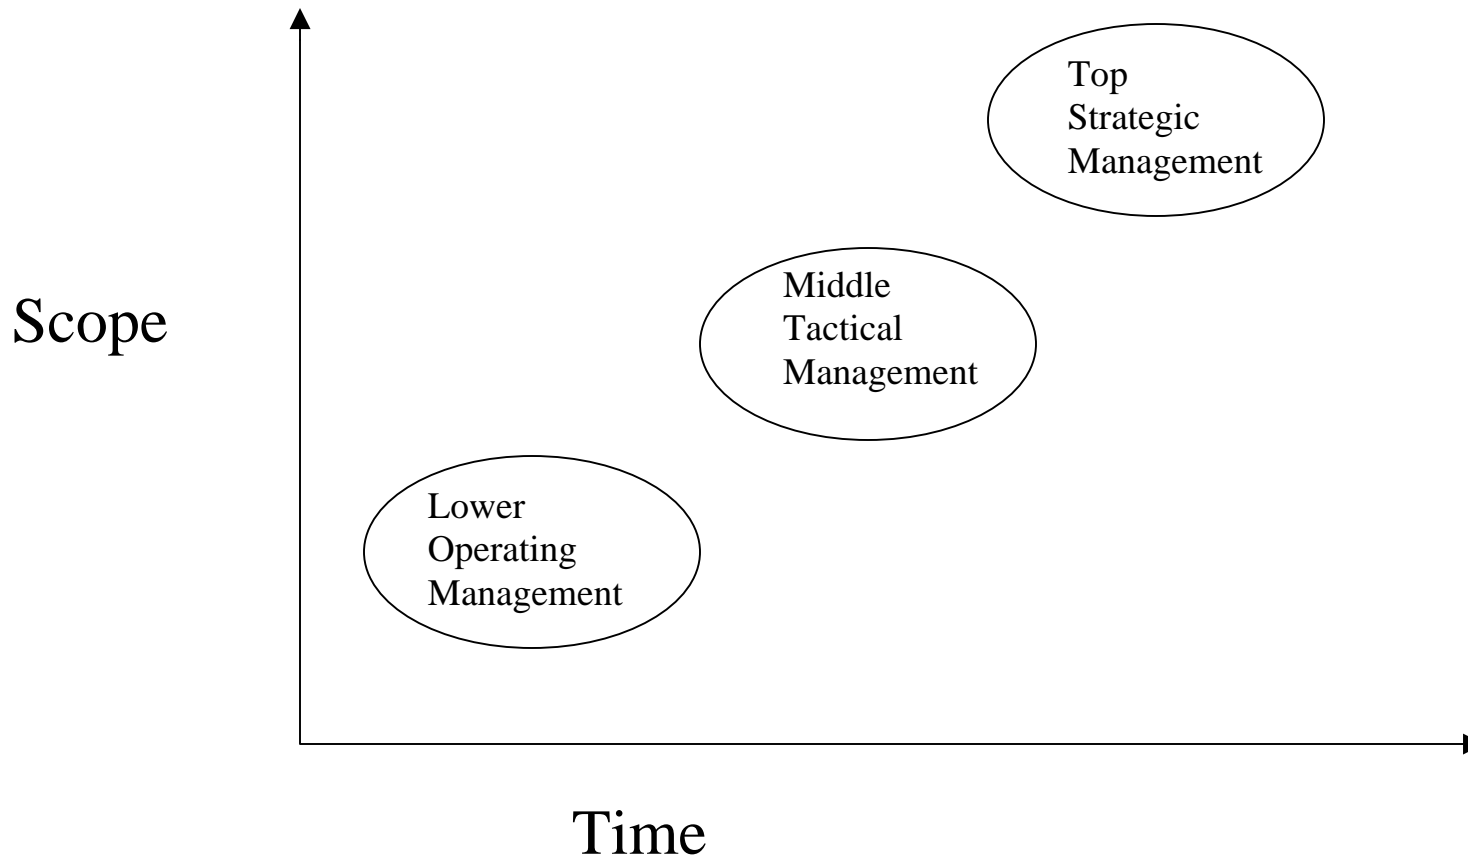 Top
Strategic
Management
Middle
Tactical
Management
Scope
Lower
Operating
Management
Time